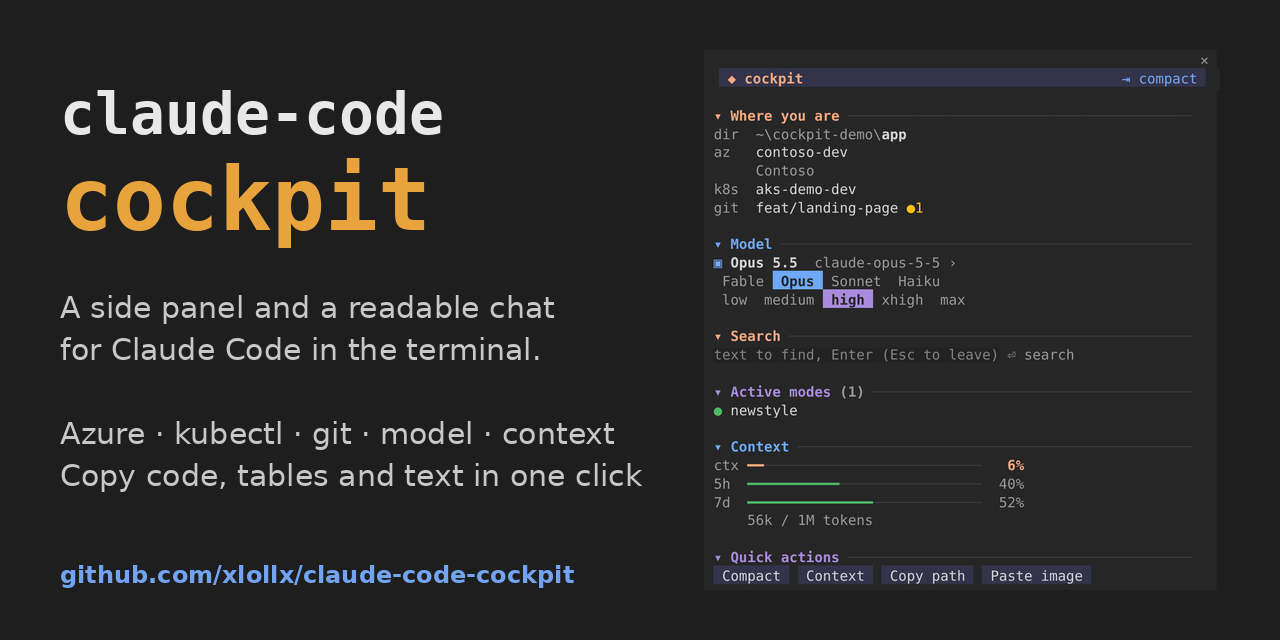 claude-code
cockpit
A side panel and a readable chat
for Claude Code in the terminal.
Azure · kubectl · git · model · context
Copy code, tables and text in one click
github.com/xlollx/claude-code-cockpit
×
◆ cockpit ⇥ compact
▾ Where you are
dir ~\cockpit-demo\app
az contoso-dev
Contoso
k8s aks-demo-dev
git feat/landing-page ●1
▾ Model
▣ Opus 5.5 claude-opus-5-5 ›
Fable Opus Sonnet Haiku
low medium high xhigh max
▾ Search
text to find, Enter (Esc to leave) ⏎ search
▾ Active modes (1)
● newstyle
▾ Context
ctx 6%
5h 40%
7d 52%
56k / 1M tokens
▾ Quick actions
Compact Context Copy path Paste image